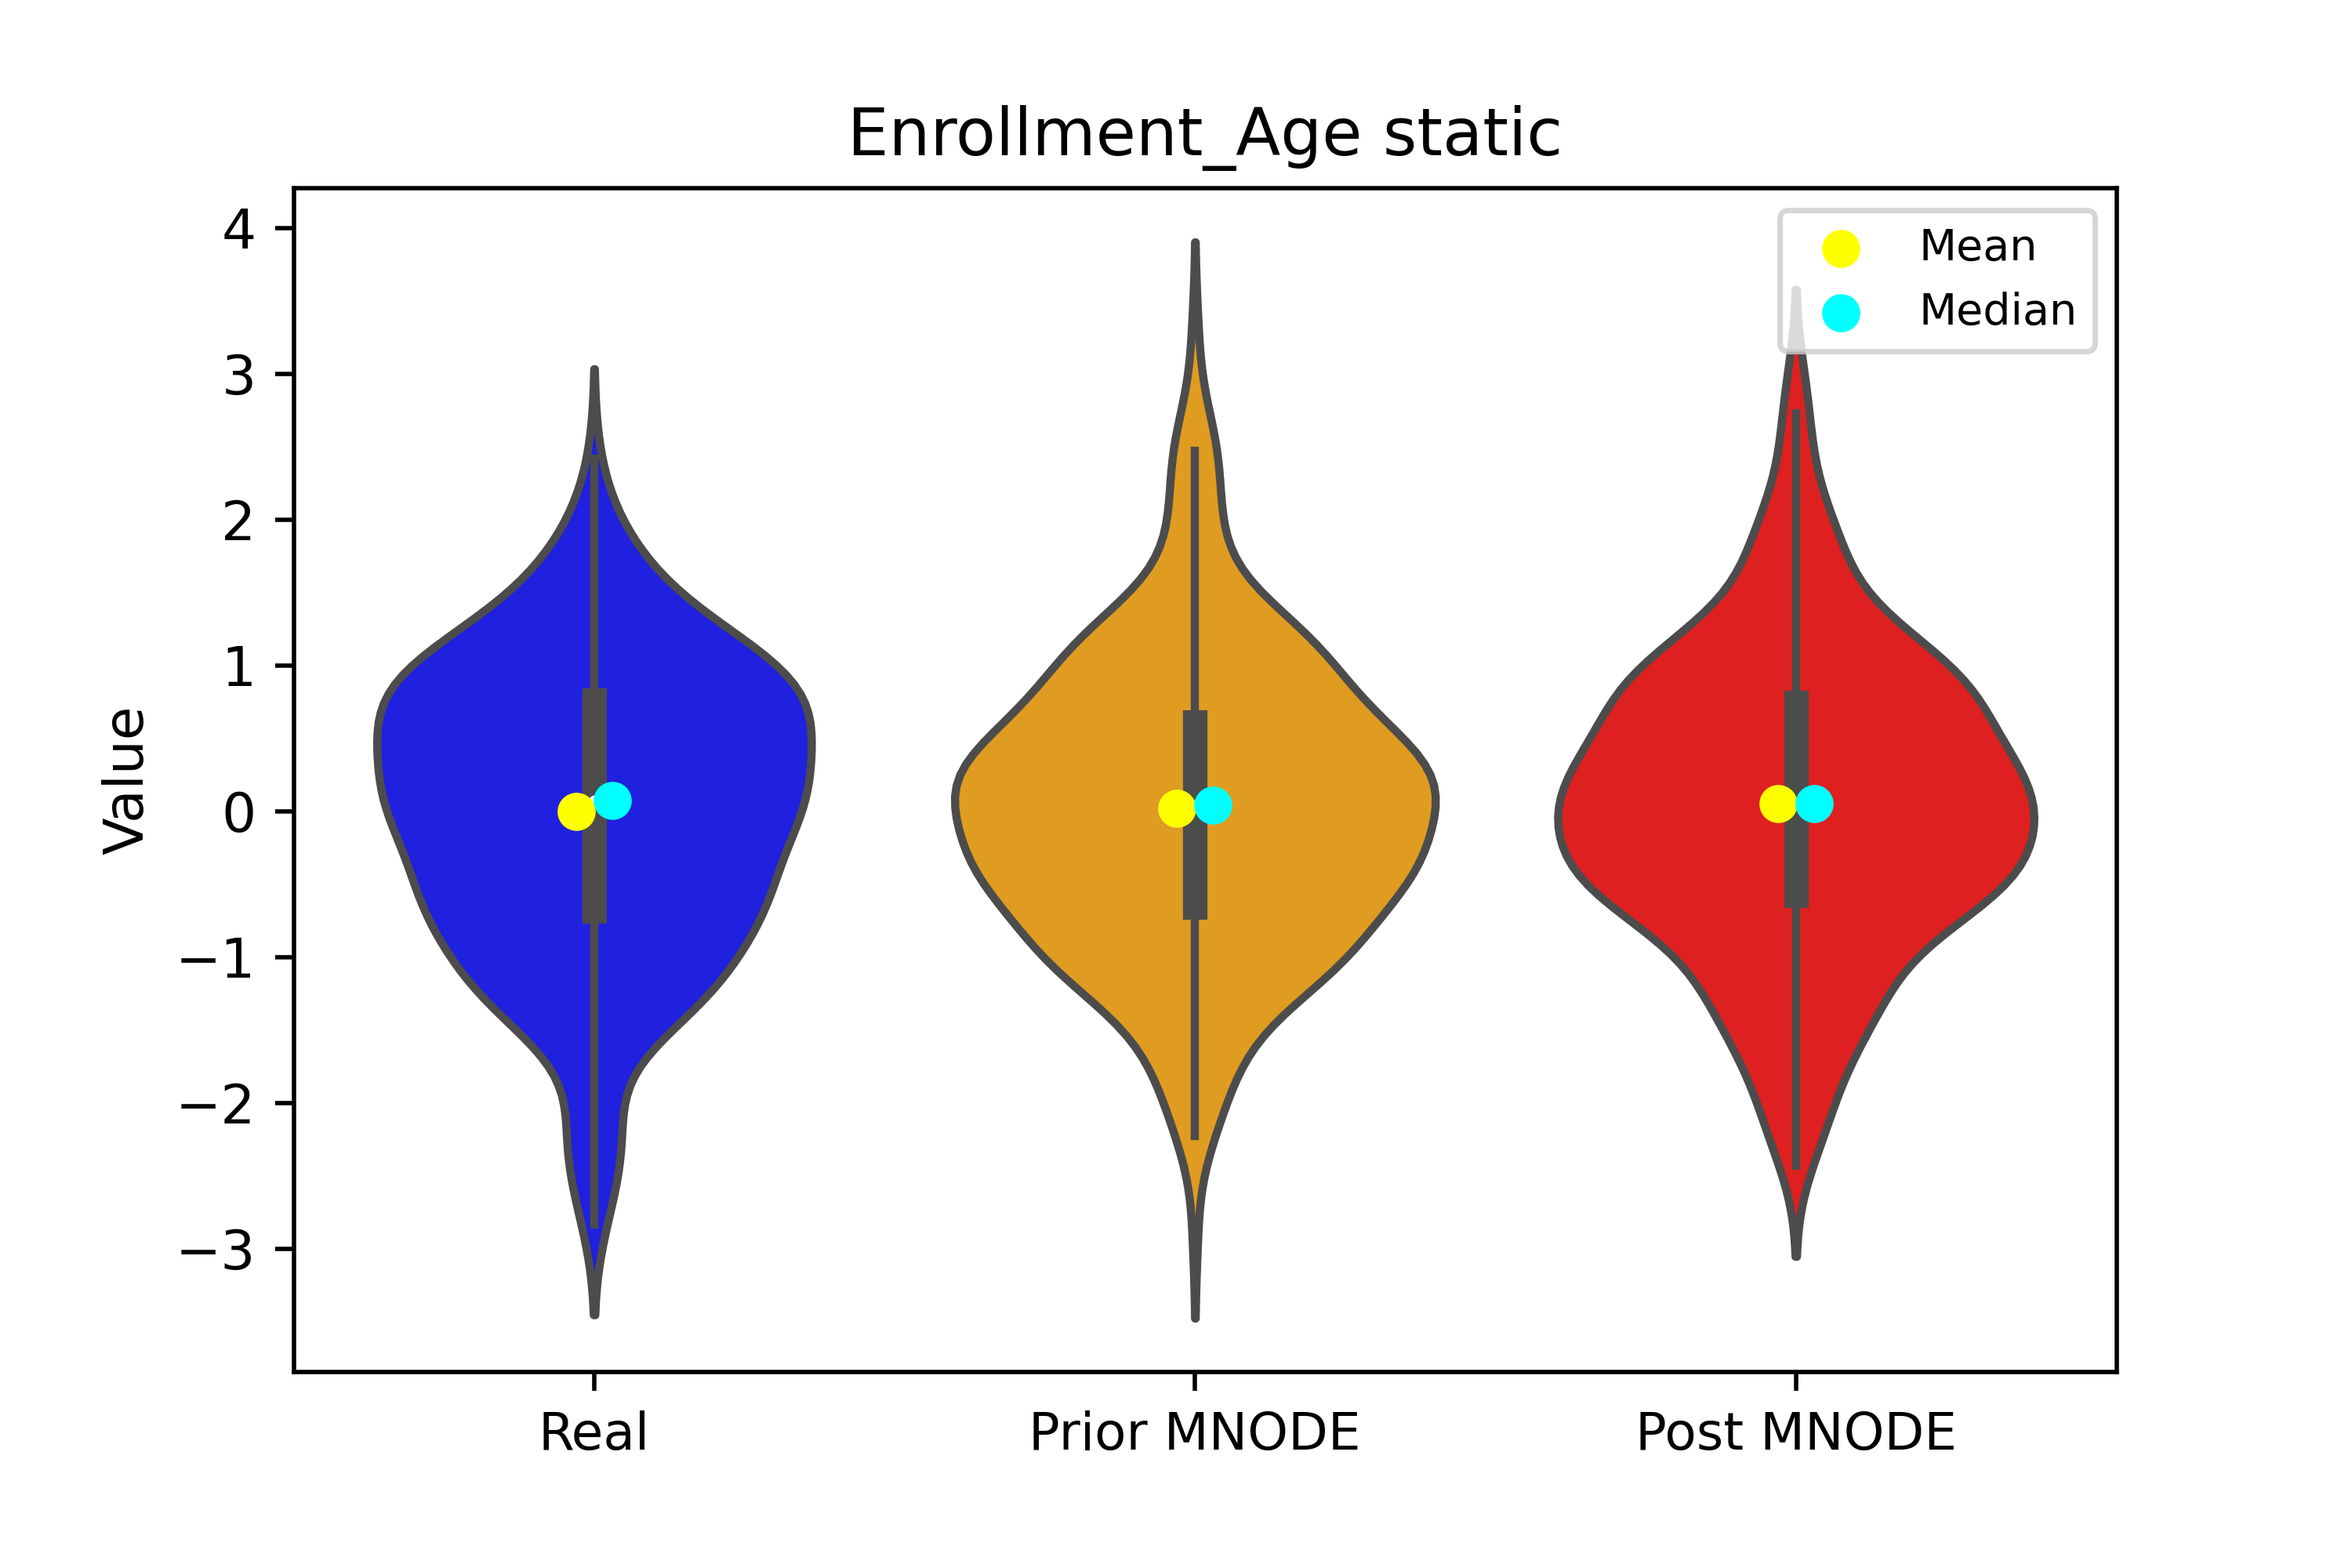 Enrollment_Age static
Mean
Median
Value
4
3
2
1
0
−1
−2
−3
Real
Prior MNODE
Post MNODE